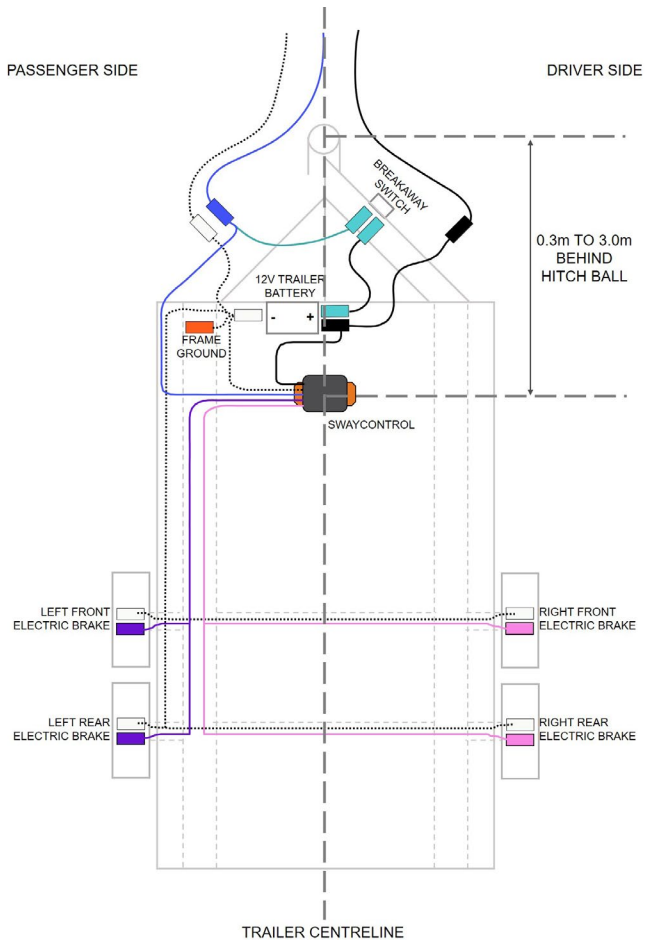 PASSENGER SIDE
DRIVER SIDE
BREAKAWAY
SWITCH
0.3m TO 3.0m
BEHIND
HITCH BALL
12V TRAILER
BATTERY
- +
FRAME
GROUND
SWAYCONTROL
LEFT FRONT
ELECTRIC BRAKE
RIGHT FRONT
ELECTRIC BRAKE
LEFT REAR
ELECTRIC BRAKE
RIGHT REAR
ELECTRIC BRAKE
TRAILER CENTRELINE